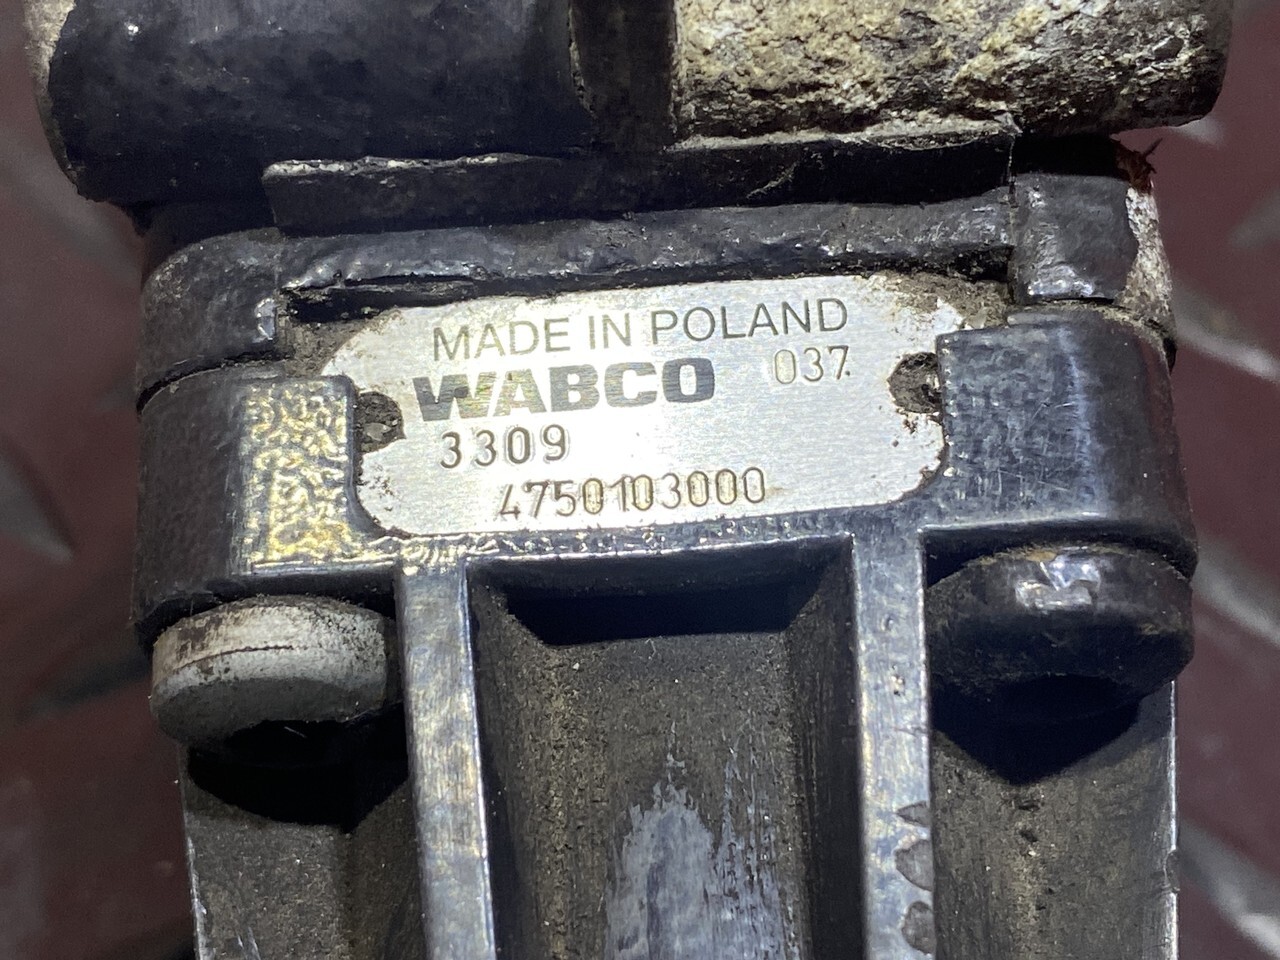 MADE IN POLAND
WABCO 037.
3309
4750103000